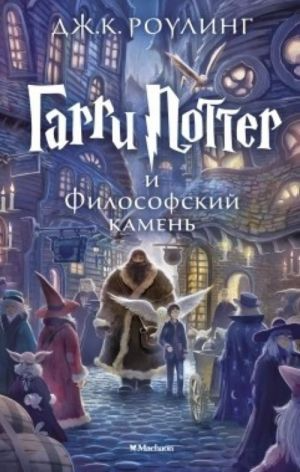 ДЖ.К. РОУЛИНГ
Гарри Поттер
и
Философский
камень
Machaon